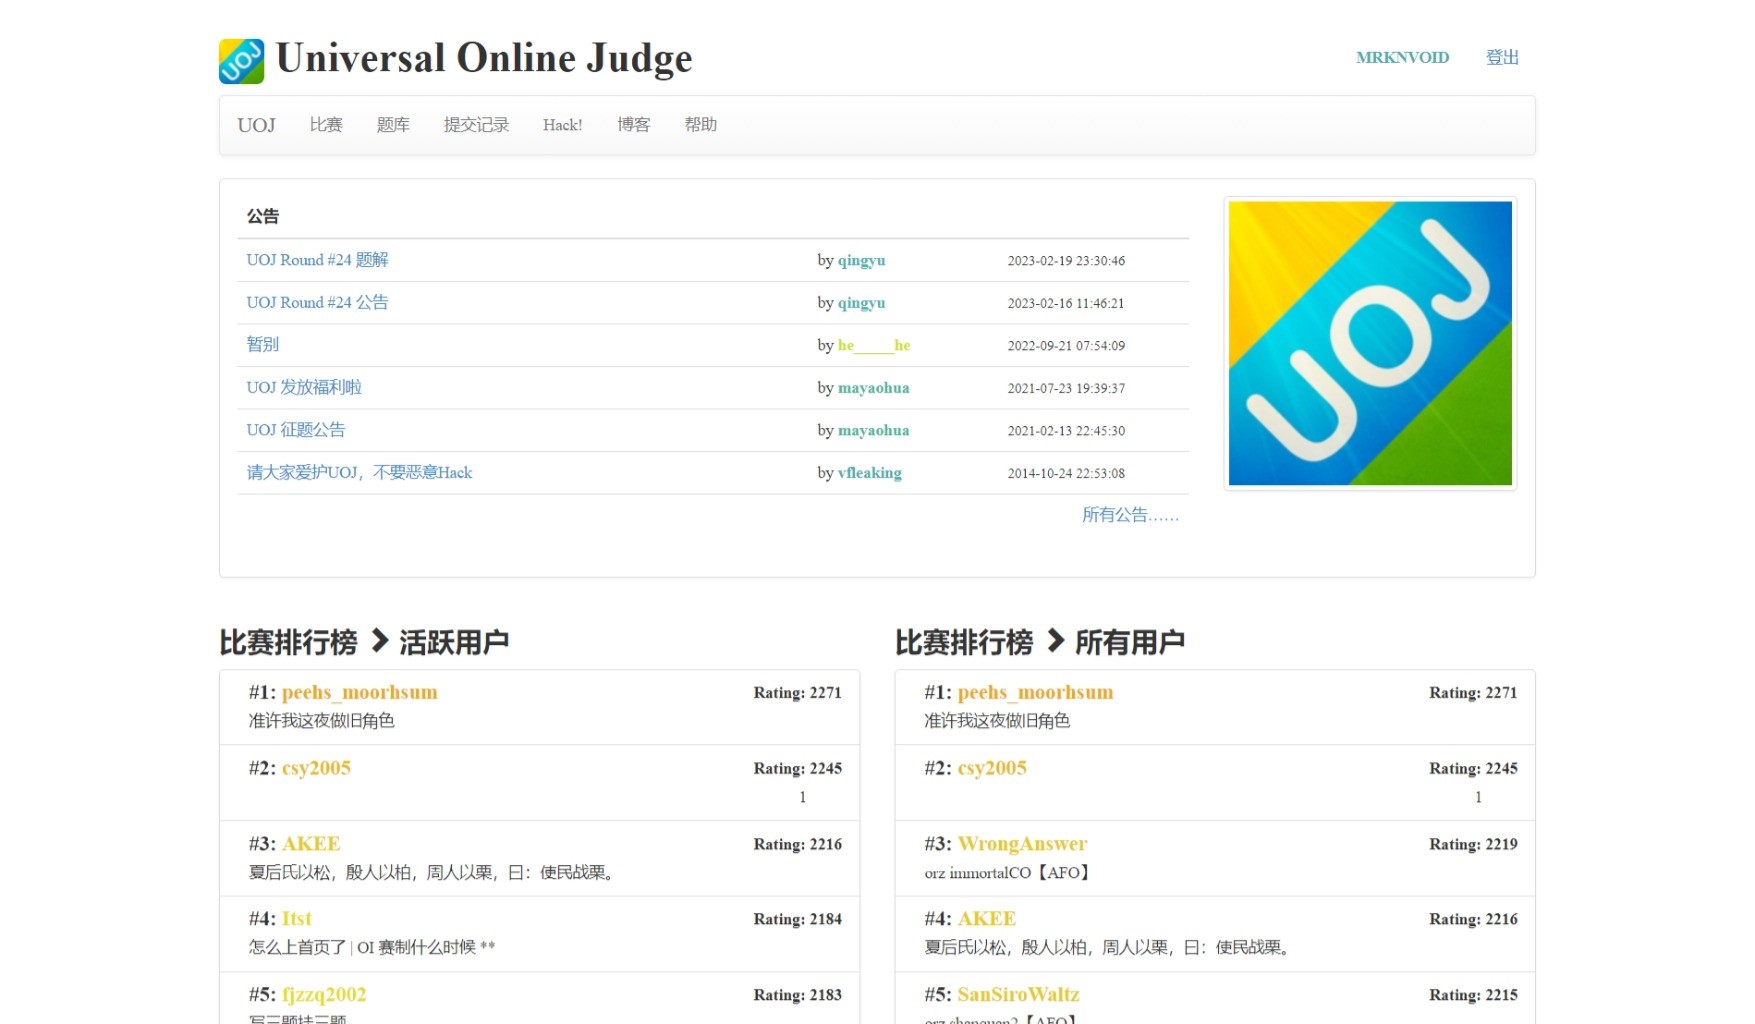 UOJ Universal Online Judge
MRKNVOID 登出
UOJ 比赛 题库 提交记录 Hack! 博客 帮助
公告
UOJ Round #24 题解 by qingyu 2023-02-19 23:30:46
UOJ Round #24 公告 by qingyu 2023-02-16 11:46:21
暂别 by he_____he 2022-09-21 07:54:09
UOJ 发放福利啦 by mayaohua 2021-07-23 19:39:37
UOJ 征题公告 by mayaohua 2021-02-13 22:45:30
请大家爱护UOJ，不要恶意Hack by vfleaking 2014-10-24 22:53:08
所有公告……
UOJ
比赛排行榜 活跃用户
#1: peehs_moorhsum Rating: 2271
准许我这夜做旧角色
#2: csy2005 Rating: 2245
1
#3: AKEE Rating: 2216
夏后氏以松，殷人以柏，周人以栗，曰：使民战栗。
#4: Itst Rating: 2184
怎么上首页了 | OI 赛制什么时候 **
#5: fjzzq2002 Rating: 2183
写三题挂三题
比赛排行榜 所有用户
#1: peehs_moorhsum Rating: 2271
准许我这夜做旧角色
#2: csy2005 Rating: 2245
1
#3: WrongAnswer Rating: 2219
orz immortalCO【AFO】
#4: AKEE Rating: 2216
夏后氏以松，殷人以柏，周人以栗，曰：使民战栗。
#5: SanSiroWaltz Rating: 2215
orz shanquan2【AFO】